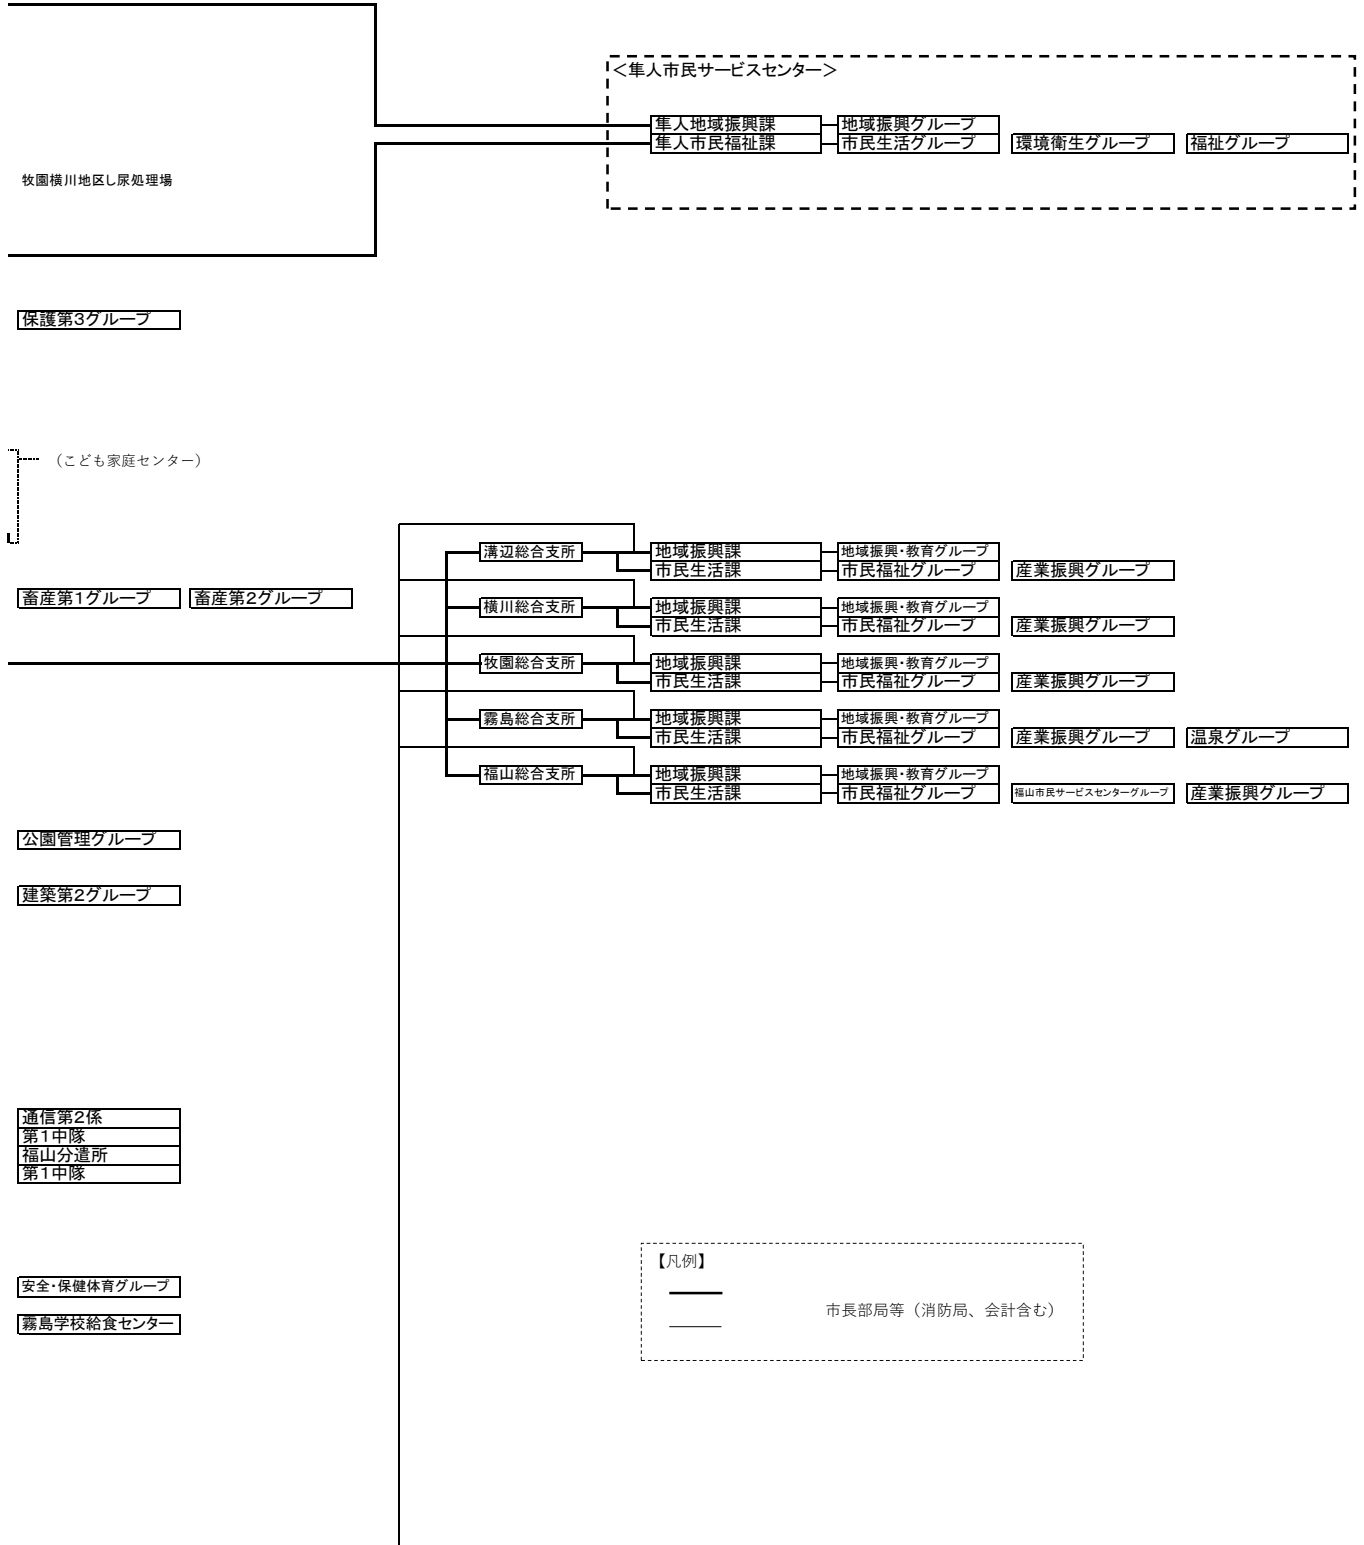 ＜隼人市民サービスセンター＞
隼人地域振興課 地域振興グループ
隼人市民福祉課 市民生活グループ 環境衛生グループ 福祉グループ
牧園横川地区し尿処理場
保護第3グループ
（こども家庭センター）
溝辺総合支所 地域振興課 地域振興・教育グループ
市民生活課 市民福祉グループ 産業振興グループ
畜産第1グループ 畜産第2グループ
横川総合支所 地域振興課 地域振興・教育グループ
市民生活課 市民福祉グループ 産業振興グループ
牧園総合支所 地域振興課 地域振興・教育グループ
市民生活課 市民福祉グループ 産業振興グループ
霧島総合支所 地域振興課 地域振興・教育グループ
市民生活課 市民福祉グループ 産業振興グループ 温泉グループ
福山総合支所 地域振興課 地域振興・教育グループ
市民生活課 市民福祉グループ 福山市民サービスセンターグループ 産業振興グループ
公園管理グループ
建築第2グループ
通信第2係
第1中隊
福山分遣所
第1中隊
【凡例】
市長部局等（消防局、会計含む）
安全・保健体育グループ
霧島学校給食センター